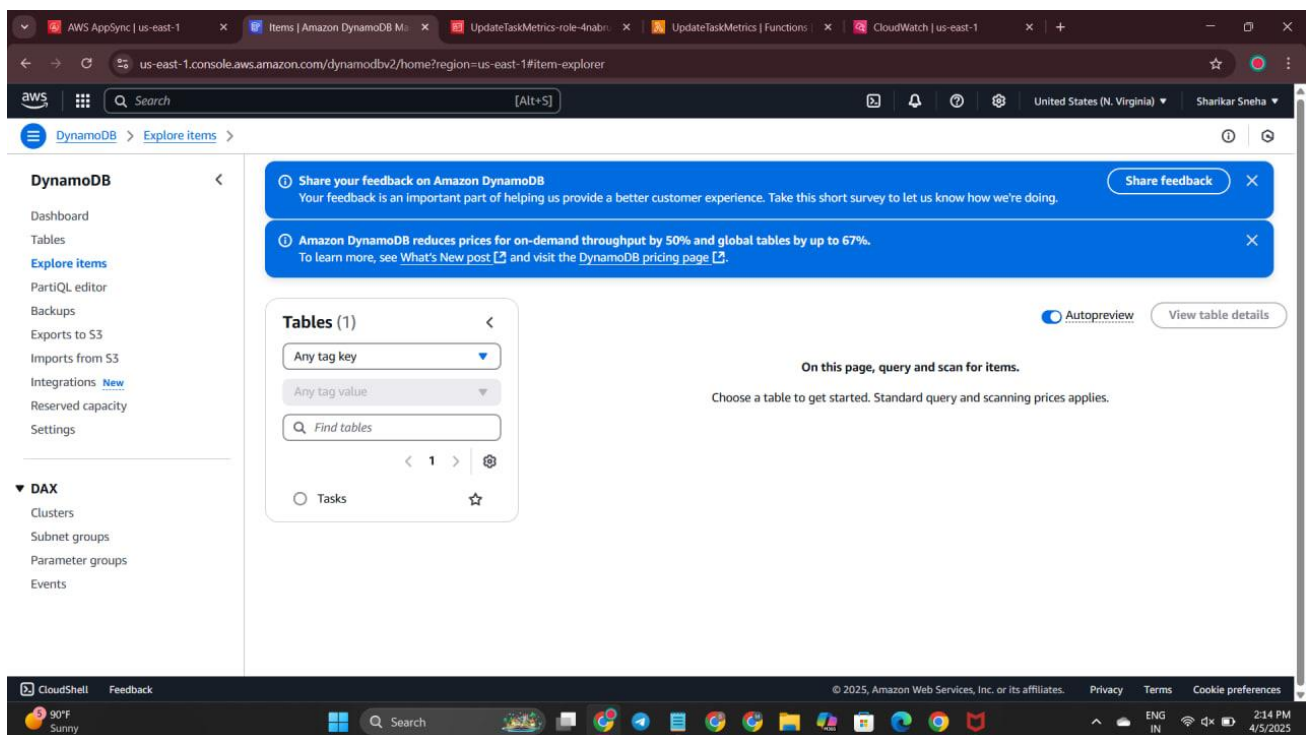 AWS AppSync | us-east-1
Items | Amazon DynamoDB Ma
UpdateTaskMetrics-role-4nabru
UpdateTaskMetrics | Functions |
CloudWatch | us-east-1
us-east-1.console.aws.amazon.com/dynamodbv2/home?region=us-east-1#item-explorer
aws
Search
[Alt+S]
United States (N. Virginia)
Sharikar Sneha
DynamoDB > Explore items >
DynamoDB
Dashboard
Tables
Explore items
PartiQL editor
Backups
Exports to S3
Imports from S3
Integrations New
Reserved capacity
Settings
DAX
Clusters
Subnet groups
Parameter groups
Events
Share your feedback on Amazon DynamoDB
Your feedback is an important part of helping us provide a better customer experience. Take this short survey to let us know how we're doing.
Share feedback
Amazon DynamoDB reduces prices for on-demand throughput by 50% and global tables by up to 67%.
To learn more, see What's New post and visit the DynamoDB pricing page.
Tables (1)
Any tag key
Any tag value
Find tables
1
Tasks
Autopreview
View table details
On this page, query and scan for items.
Choose a table to get started. Standard query and scanning prices applies.
CloudShell
Feedback
© 2025, Amazon Web Services, Inc. or its affiliates.
Privacy
Terms
Cookie preferences
5
90°F
Sunny
Search
ENG
IN
2:14 PM
4/5/2025